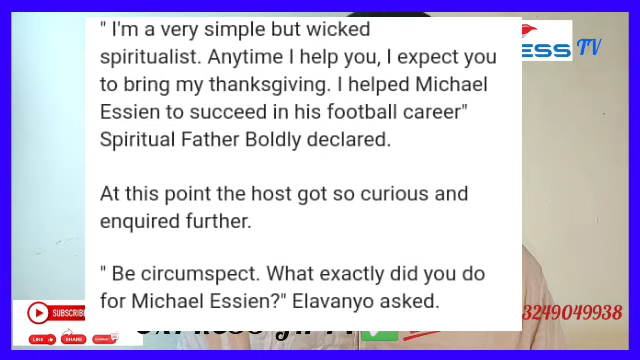 " I'm a very simple but wicked
spiritualist. Anytime I help you, I expect you
to bring my thanksgiving. I helped Michael
Essien to succeed in his football career"
Spiritual Father Boldly declared.
At this point the host got so curious and
enquired further.
" Be circumspect. What exactly did you do
for Michael Essien?" Elavanyo asked.
ESS TV
SUBSCRIB
3249049938
LIKE SHARE